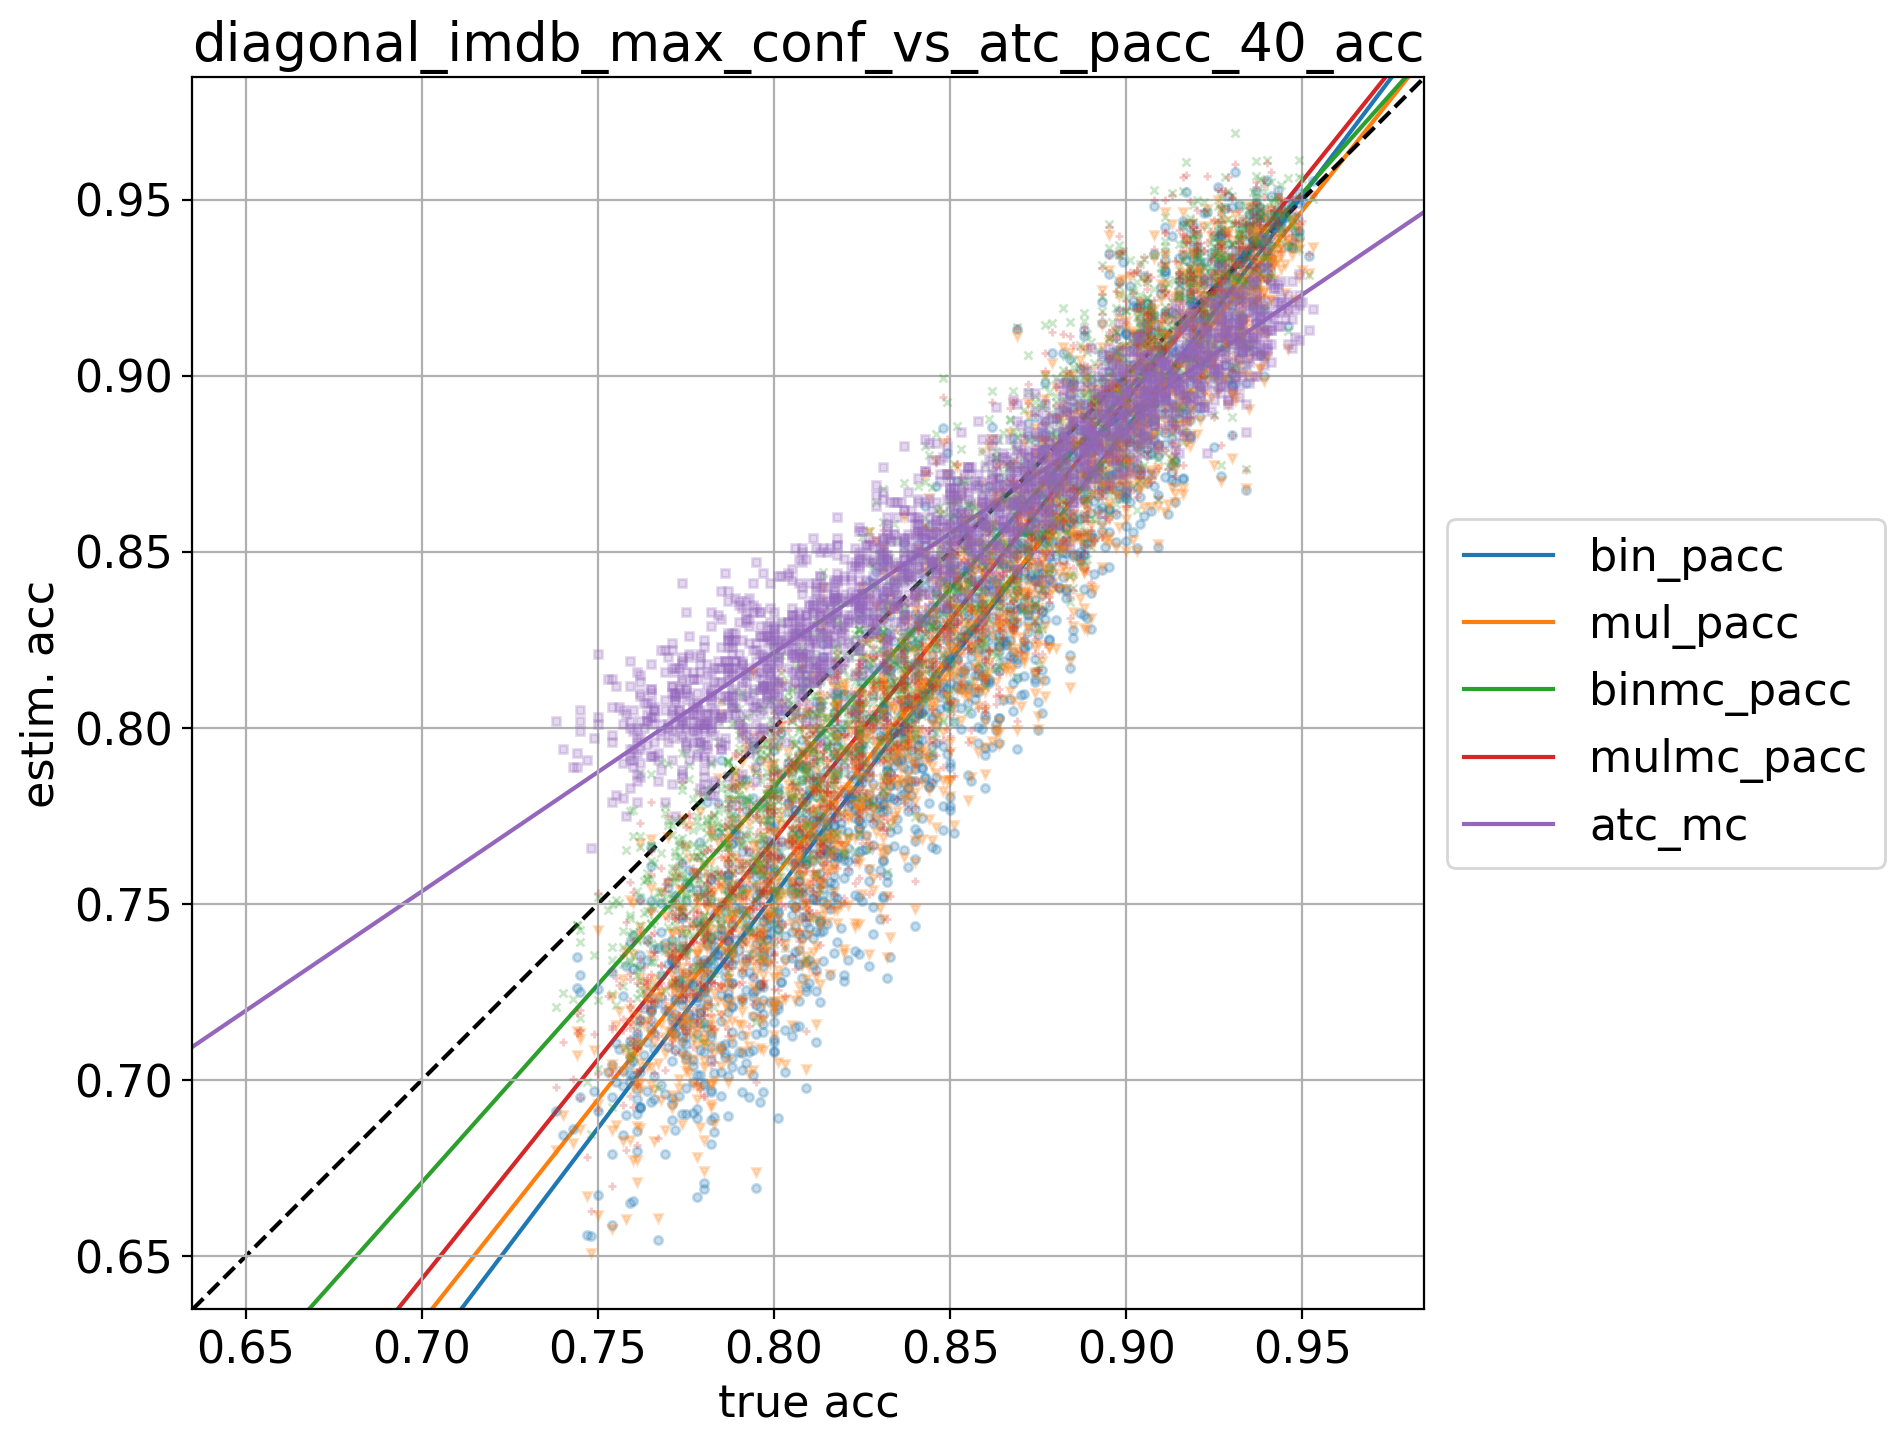 diagonal_imdb_max_conf_vs_atc_pacc_40_acc
0.95
0.90
0.85
0.80
0.75
0.70
0.65
estim. acc
0.65 0.70 0.75 0.80 0.85 0.90 0.95
true acc
bin_pacc
mul_pacc
binmc_pacc
mulmc_pacc
atc_mc